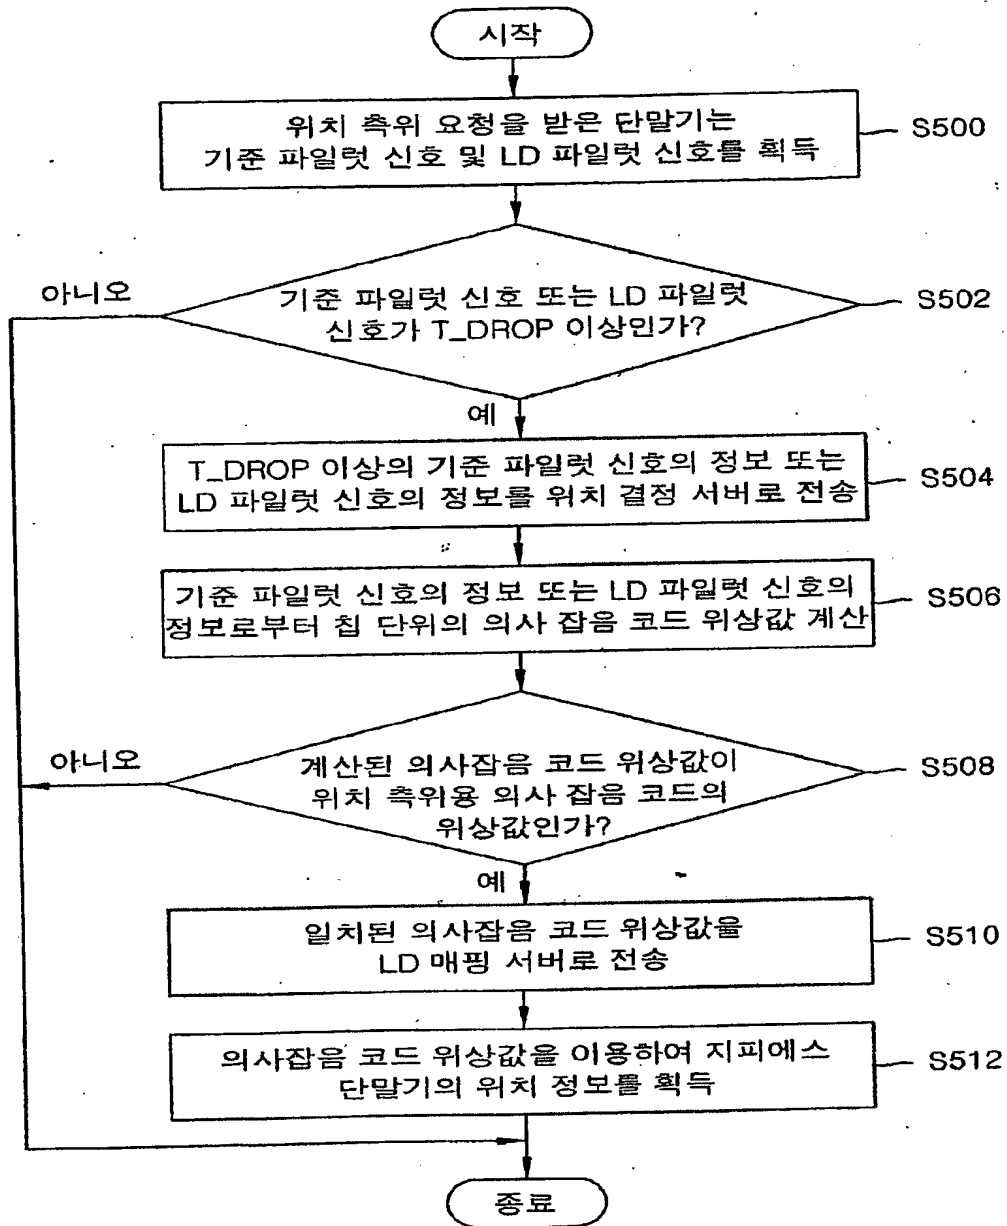 시작
위치 측위 요청을 받은 단말기는
기준 파일럿 신호 및 LD 파일럿 신호를 획득
S500
기준 파일럿 신호 또는 LD 파일럿
신호가 T_DROP 이상인가?
S502
아니오
예
T_DROP 이상의 기준 파일럿 신호의 정보 또는
LD 파일럿 신호의 정보를 위치 결정 서버로 전송
S504
기준 파일럿 신호의 정보 또는 LD 파일럿 신호의
정보로부터 칩 단위의 의사 잡음 코드 위상값 계산
S506
계산된 의사잡음 코드 위상값이
위치 측위용 의사 잡음 코드의
위상값인가?
S508
아니오
예
일치된 의사잡음 코드 위상값을
LD 매핑 서버로 전송
S510
의사잡음 코드 위상값을 이용하여 지피에스
단말기의 위치 정보를 획득
S512
종료